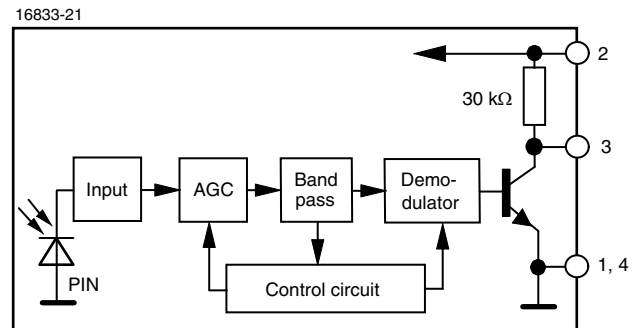 16833-21
2
30 kΩ
3
Input
AGC
Band
pass
Demo-
dulator
1, 4
PIN
Control circuit